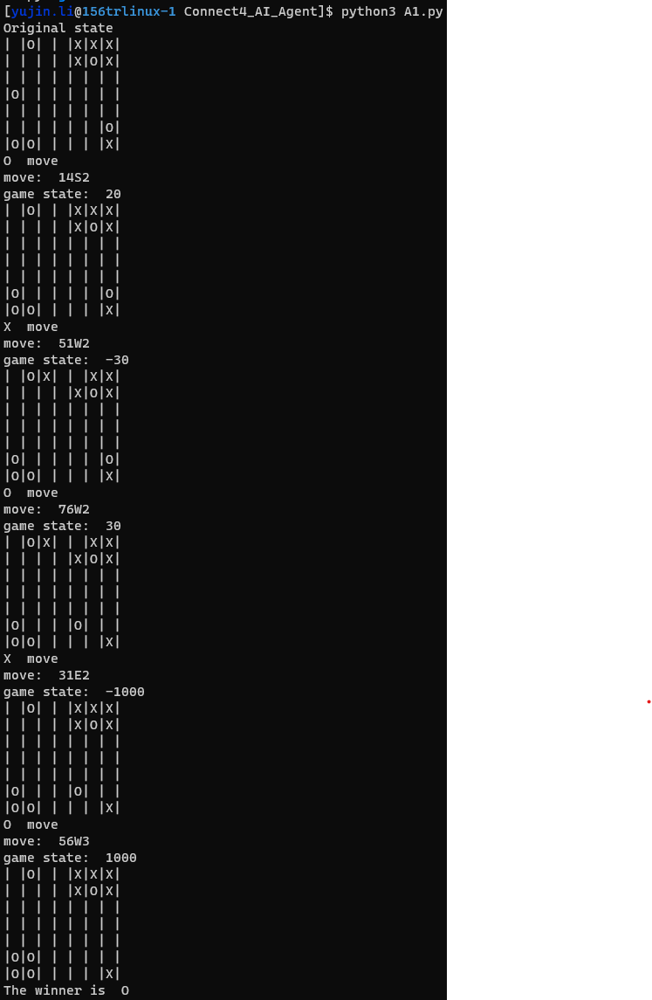 [yujin.li@156trlinux-1 Connect4_AI_Agent]$ python3 A1.py
Original state
| |o| | |x|x|x|
| | | | |x|o|x|
| | | | | | | |
|o| | | | | | |
| | | | | | | |
| | | | | | |o|
|o|o| | | | |x|
O  move
move:  14S2
game state:  20
| |o| | |x|x|x|
| | | | |x|o|x|
| | | | | | | |
| | | | | | | |
| | | | | | | |
|o| | | | | |o|
|o|o| | | | |x|
X  move
move:  51W2
game state:  -30
| |o|x| | |x|x|
| | | | |x|o|x|
| | | | | | | |
| | | | | | | |
| | | | | | | |
|o| | | | | |o|
|o|o| | | | |x|
O  move
move:  76W2
game state:  30
| |o|x| | |x|x|
| | | | |x|o|x|
| | | | | | | |
| | | | | | | |
| | | | | | | |
|o| | | |o| | |
|o|o| | | | |x|
X  move
move:  31E2
game state:  -1000
| |o| | |x|x|x|
| | | | |x|o|x|
| | | | | | | |
| | | | | | | |
| | | | | | | |
|o| | | |o| | |
|o|o| | | | |x|
O  move
move:  56W3
game state:  1000
| |o| | |x|x|x|
| | | | |x|o|x|
| | | | | | | |
| | | | | | | |
| | | | | | | |
|o|o| | | | | |
|o|o| | | | |x|
The winner is  O